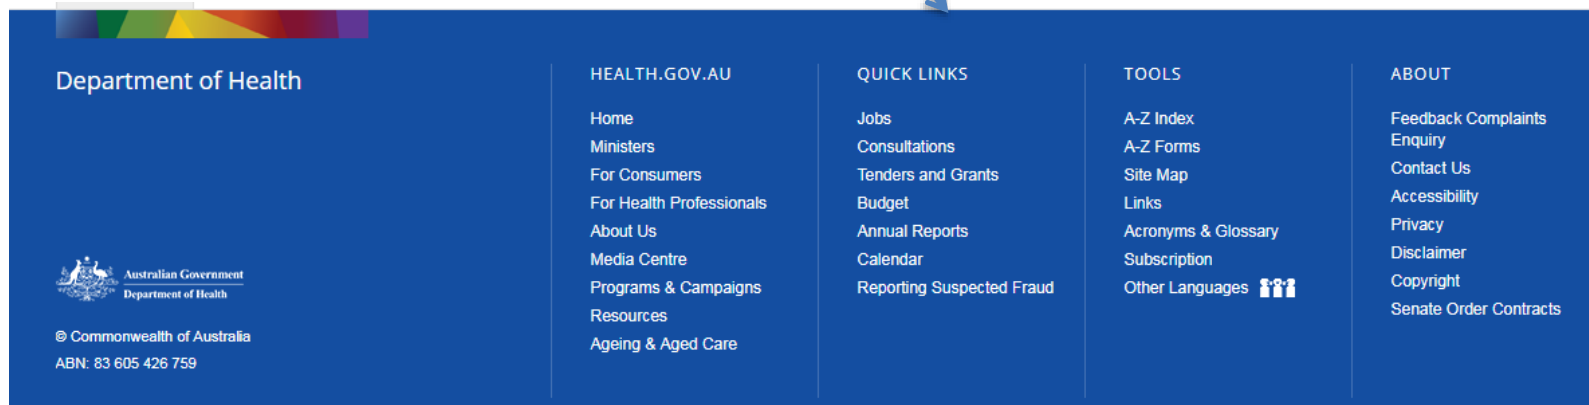 Department of Health
Australian Government
Department of Health
© Commonwealth of Australia
ABN: 83 605 426 759
HEALTH.GOV.AU
Home
Ministers
For Consumers
For Health Professionals
About Us
Media Centre
Programs & Campaigns
Resources
Ageing & Aged Care
QUICK LINKS
Jobs
Consultations
Tenders and Grants
Budget
Annual Reports
Calendar
Reporting Suspected Fraud
TOOLS
A-Z Index
A-Z Forms
Site Map
Links
Acronyms & Glossary
Subscription
Other Languages
ABOUT
Feedback Complaints
Enquiry
Contact Us
Accessibility
Privacy
Disclaimer
Copyright
Senate Order Contracts